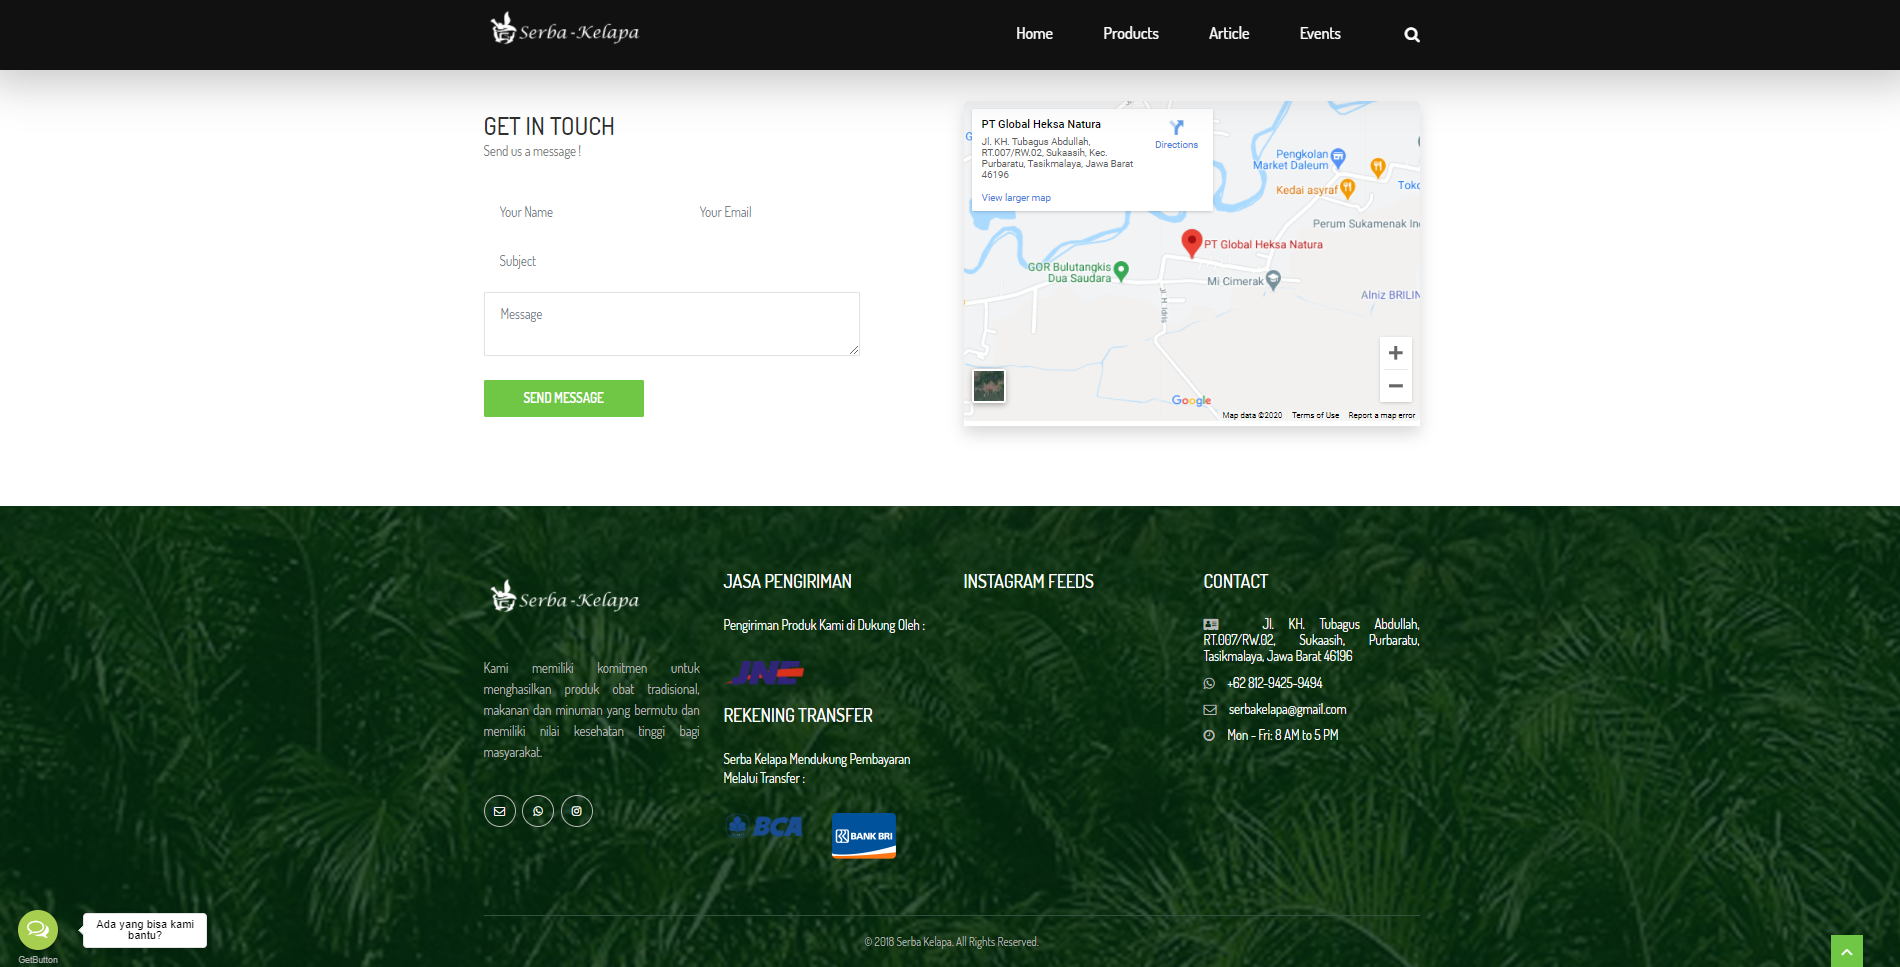 Serba-Kelapa
Home
Products
Article
Events
GET IN TOUCH
Send us a message !
Your Name
Your Email
Subject
Message
SEND MESSAGE
PT Global Heksa Natura
Jl. KH. Tubagus Abdullah,
RT.007/RW.02, Sukaasih, Kec.
Purbaratu, Tasikmalaya, Jawa Barat
46196
View larger map
Directions
G
Pengkolan
Market Daleum
Kedai asyraf
Toko
Perum Sukamenak In
PT Global Heksa Natura
GOR Bulutangkis
Dua Saudara
Mi Cimerak
Jl. H. Idris
Alniz BRILIN
Google
Map data ©2020
Terms of Use
Report a map error
Serba-Kelapa
Kami memiliki komitmen untuk
menghasilkan produk obat tradisional,
makanan dan minuman yang bermutu dan
memiliki nilai kesehatan tinggi bagi
masyarakat.
JASA PENGIRIMAN
Pengiriman Produk Kami di Dukung Oleh :
JNE
REKENING TRANSFER
Serba Kelapa Mendukung Pembayaran
Melalui Transfer :
BCA
BANK BRI
INSTAGRAM FEEDS
CONTACT
Jl. KH. Tubagus Abdullah,
RT.007/RW.02, Sukaasih, Purbaratu,
Tasikmalaya, Jawa Barat 46196
+62 812-9425-9494
serbakelapa@gmail.com
Mon - Fri: 8 AM to 5 PM
Ada yang bisa kami
bantu?
GetButton
© 2018 Serba Kelapa. All Rights Reserved.